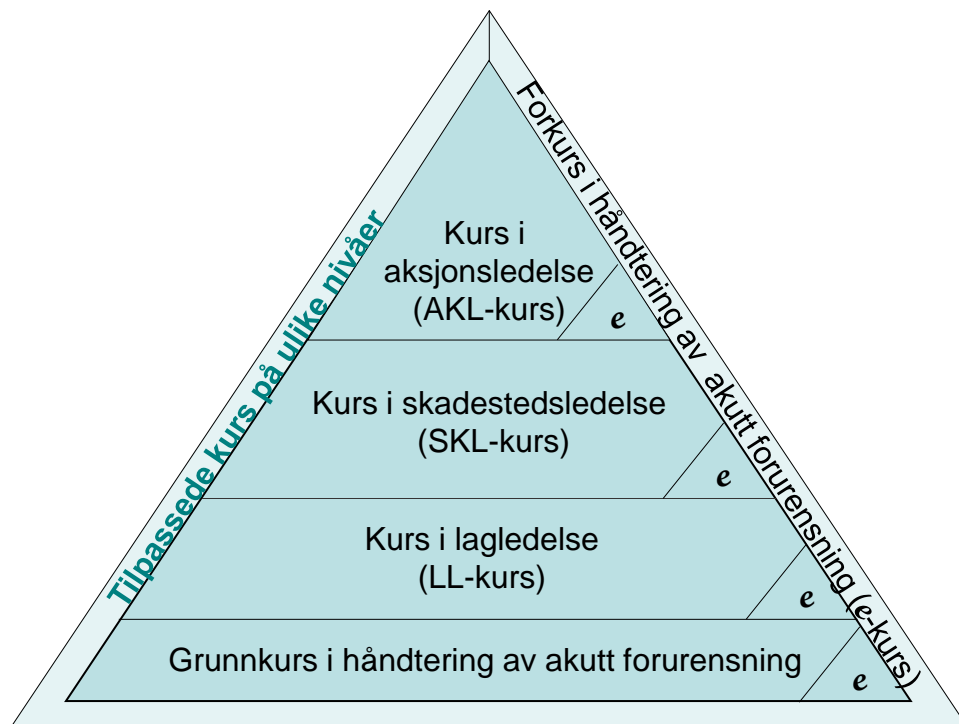 Tilpassede kurs på ulike nivåer
Forkurs i håndtering av akutt forurensning (e-kurs)
Kurs i
aksjonsledelse
(AKL-kurs)
e
Kurs i skadestedsledelse
(SKL-kurs)
e
Kurs i lagledelse
(LL-kurs)
e
Grunnkurs i håndtering av akutt forurensning
e